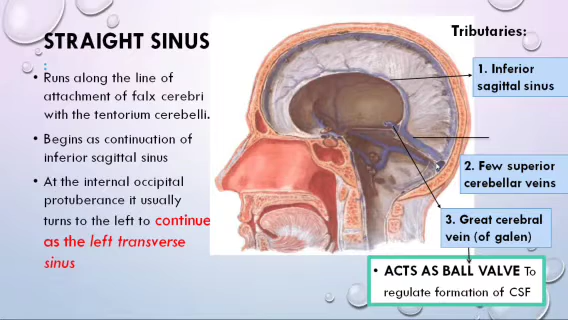 STRAIGHT SINUS
:
• Runs along the line of
attachment of falx cerebri
with the tentorium cerebelli.
• Begins as continuation of
inferior sagittal sinus
• At the internal occipital
protuberance it usually
turns to the left to continue
as the left transverse
sinus
Tributaries:
1. Inferior
sagittal sinus
2. Few superior
cerebellar veins
3. Great cerebral
vein (of galen)
• ACTS AS BALL VALVE To
regulate formation of CSF